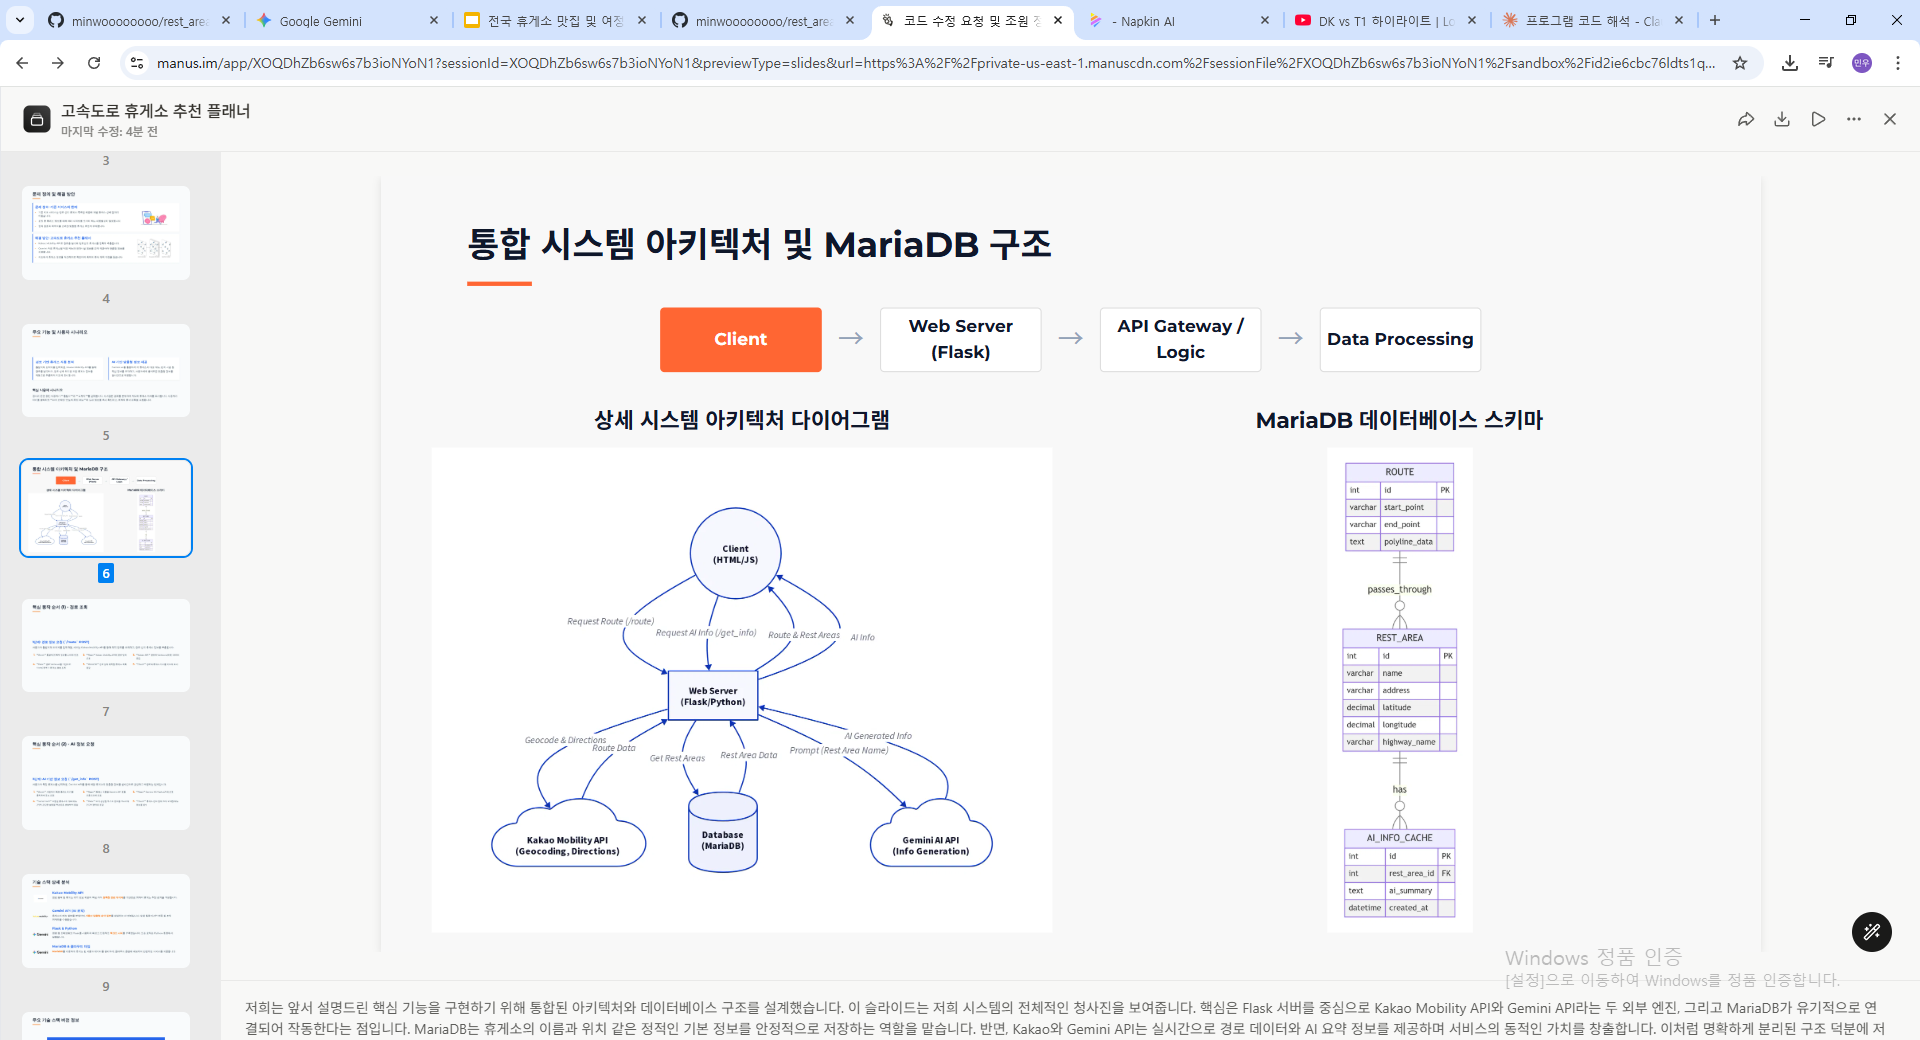 minwoooooooo/rest_are
Google Gemini
전국 휴게소 맛집 및 여정
minwoooooooo/rest_are
코드 수정 요청 및 조원 정
- Napkin AI
DK vs T1 하이라이트 | Lo
프로그램 코드 해석 - Cla
manus.im/app/XOQDhZb6sw6s7b3ioNYoN1?sessionId=XOQDhZb6sw6s7b3ioNYoN1&previewType=slides&url=https%3A%2F%2Fprivate-us-east-1.manuscdn.com%2FsessionFile%2FXOQDhZb6sw6s7b3ioNYoN1%2Fsandbox%2Fid2ie6cbc76ldts1q...
민우
고속도로 휴게소 추천 플래너
마지막 수정: 4분 전
3
4
5
6
7
8
9
통합 시스템 아키텍처 및 MariaDB 구조
Client
Web Server
(Flask)
API Gateway /
Logic
Data Processing
상세 시스템 아키텍처 다이어그램
Client
(HTML/JS)
Request Route (/route)
Request AI Info (/get_info)
Route & Rest Areas
AI Info
Web Server
(Flask/Python)
Geocode & Directions
Route Data
Get Rest Areas
Rest Area Data
Prompt (Rest Area Name)
AI Generated Info
Kakao Mobility API
(Geocoding, Directions)
Database
(MariaDB)
Gemini AI API
(Info Generation)
MariaDB 데이터베이스 스키마
ROUTE
int id PK
varchar start_point
varchar end_point
text polyline_data
passes_through
REST_AREA
int id PK
varchar name
varchar address
decimal latitude
decimal longitude
varchar highway_name
has
AI_INFO_CACHE
int id PK
int rest_area_id FK
text ai_summary
datetime created_at
Windows 정품 인증
[설정]으로 이동하여 Windows를 정품 인증합니다.
저희는 앞서 설명드린 핵심 기능을 구현하기 위해 통합된 아키텍처와 데이터베이스 구조를 설계했습니다. 이 슬라이드는 저희 시스템의 전체적인 청사진을 보여줍니다. 핵심은 Flask 서버를 중심으로 Kakao Mobility API와 Gemini API라는 두 외부 엔진, 그리고 MariaDB가 유기적으로 연
결되어 작동한다는 점입니다. MariaDB는 휴게소의 이름과 위치 같은 정적인 기본 정보를 안정적으로 저장하는 역할을 맡습니다. 반면, Kakao와 Gemini API는 실시간으로 경로 데이터와 AI 요약 정보를 제공하며 서비스의 동적인 가치를 창출합니다. 이처럼 명확하게 분리된 구조 덕분에 저